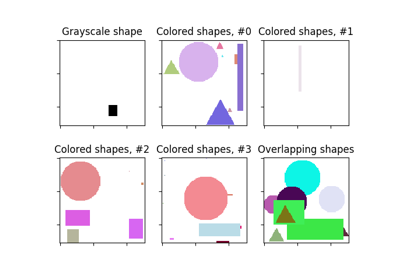 Grayscale shape
Colored shapes, #0
Colored shapes, #1
Colored shapes, #2
Colored shapes, #3
Overlapping shapes